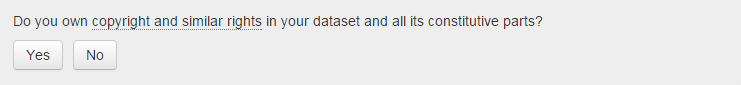 Do you own copyright and similar rights in your dataset and all its constitutive parts?
Yes No